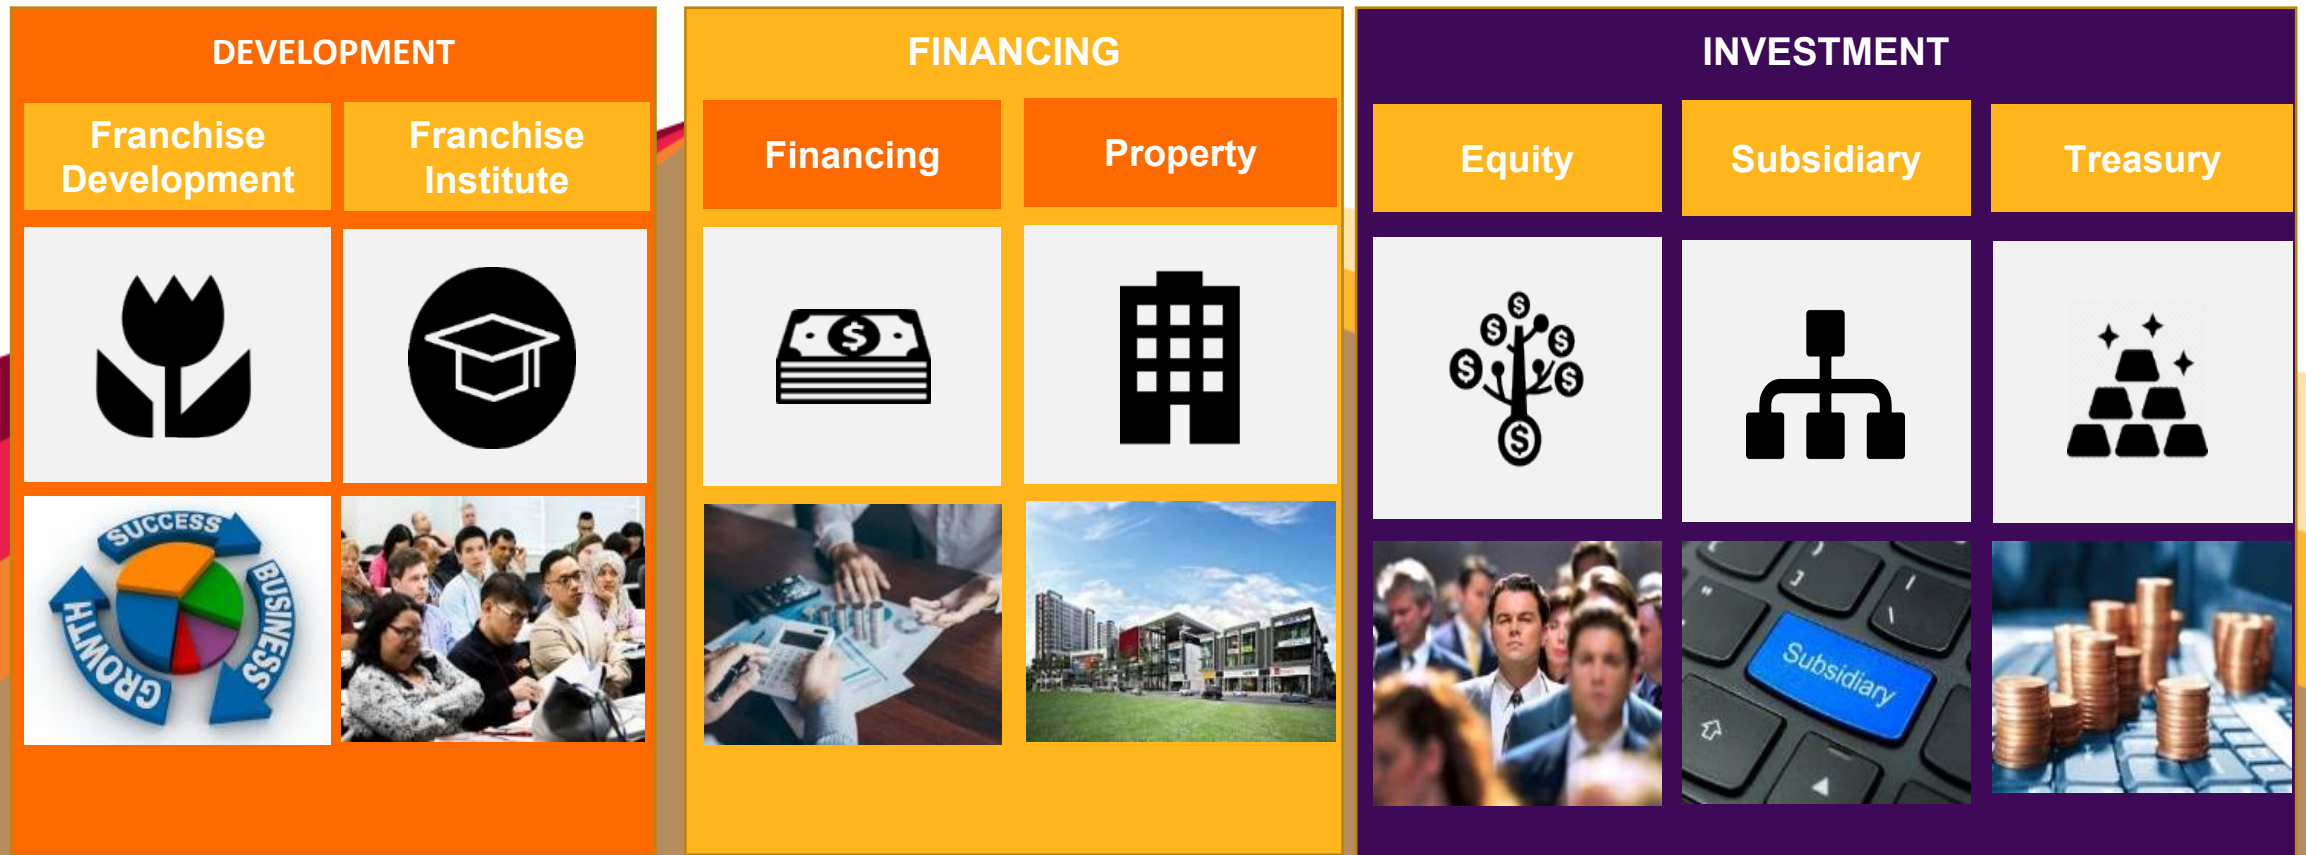 DEVELOPMENT
Franchise
Development
Franchise
Institute
SUCCESS
BUSINESS
GROWTH
FINANCING
Financing
Property
INVESTMENT
Equity
Subsidiary
Treasury
Subsidiary